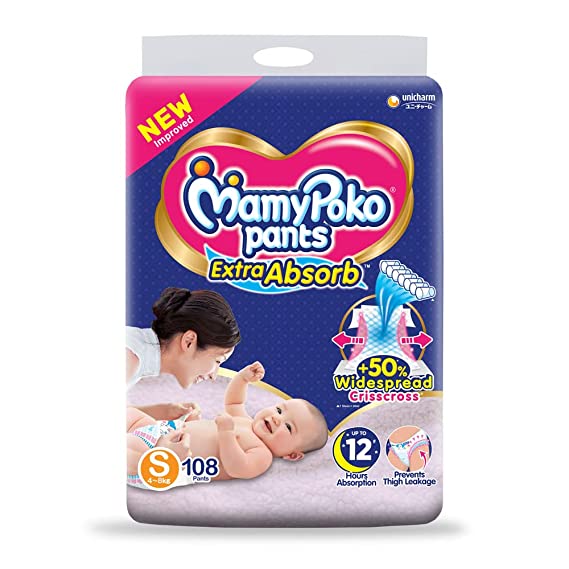 unicharm
ユニ・チャーム
NEW
Improved
MamyPoko®
pants
Extra Absorb™
+50%
Widespread
Crisscross*
UP TO
12
Hours
Absorption
Prevents
Thigh Leakage
S
4-8kg
108
Pants